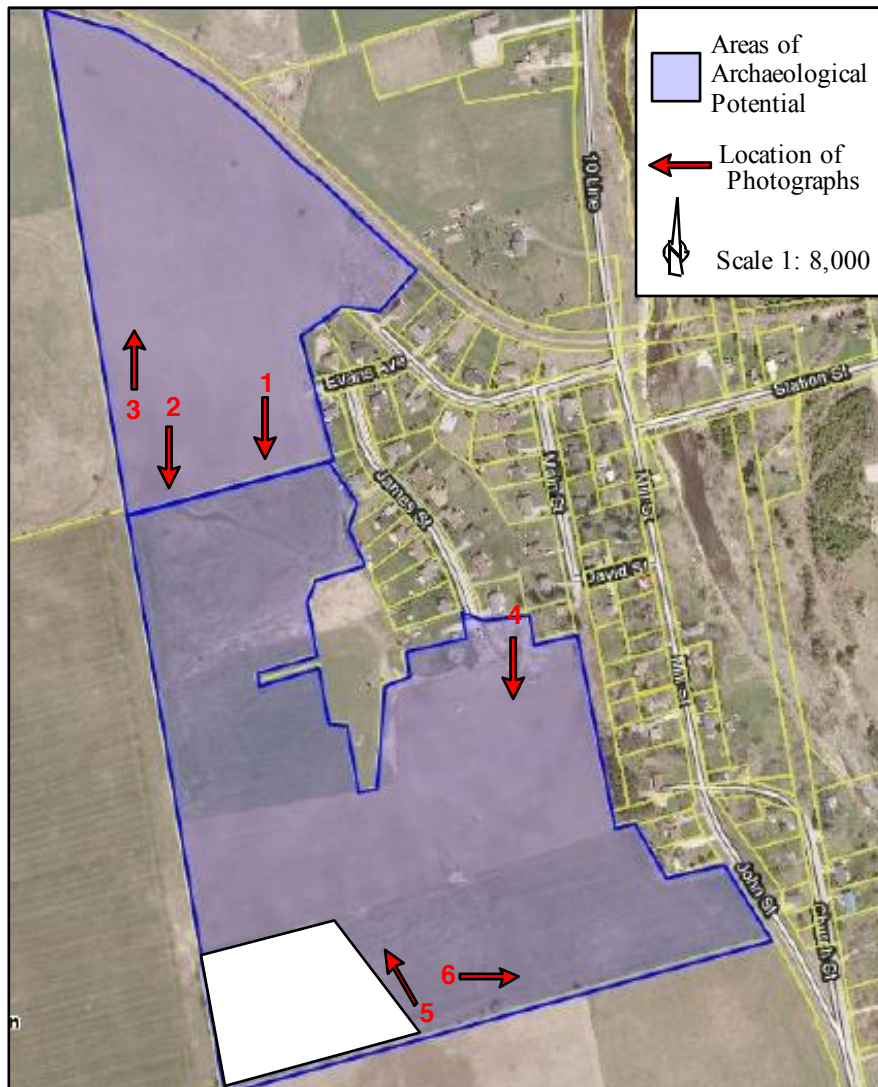 Areas of
Archaeological
Potential
Location of
Photographs
Scale 1: 8,000
10 Line
Station St
Evans Ave
1
2
3
James St
Main St
Mill St
David St
4
Mill St
John St
Church St
5
6